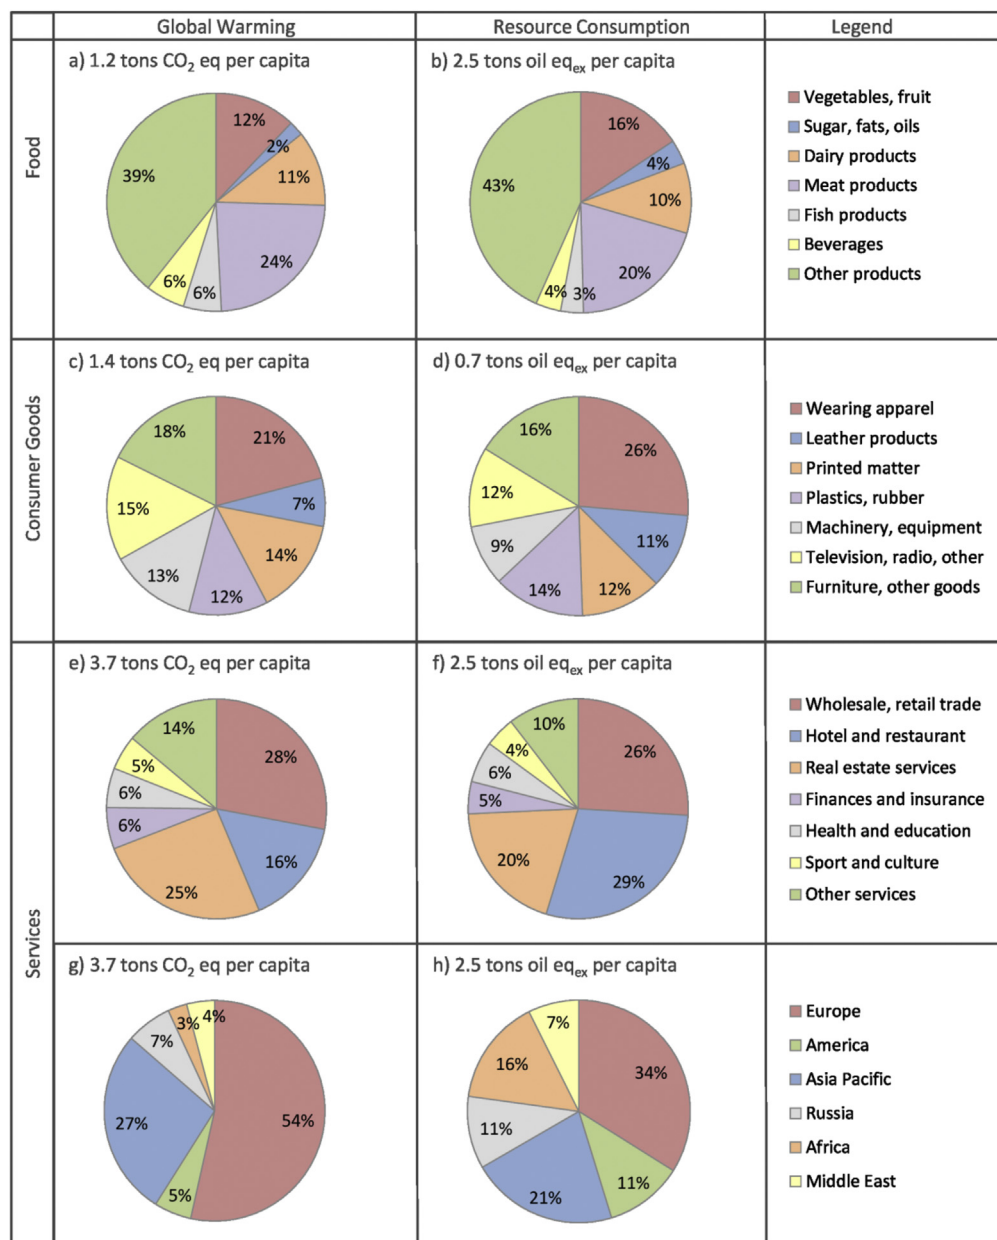 Global Warming
Resource Consumption
Legend
Food
a) 1.2 tons CO₂ eq per capita
12%
2%
11%
24%
6%
6%
39%
b) 2.5 tons oil eqₑₓ per capita
16%
4%
10%
20%
3%
4%
43%
Vegetables, fruit
Sugar, fats, oils
Dairy products
Meat products
Fish products
Beverages
Other products
Consumer Goods
c) 1.4 tons CO₂ eq per capita
21%
7%
14%
12%
13%
15%
18%
d) 0.7 tons oil eqₑₓ per capita
26%
11%
12%
14%
9%
12%
16%
Wearing apparel
Leather products
Printed matter
Plastics, rubber
Machinery, equipment
Television, radio, other
Furniture, other goods
Services
e) 3.7 tons CO₂ eq per capita
28%
16%
25%
6%
6%
5%
14%
f) 2.5 tons oil eqₑₓ per capita
26%
29%
20%
5%
6%
4%
10%
Wholesale, retail trade
Hotel and restaurant
Real estate services
Finances and insurance
Health and education
Sport and culture
Other services
g) 3.7 tons CO₂ eq per capita
54%
5%
27%
7%
3%
4%
h) 2.5 tons oil eqₑₓ per capita
34%
11%
21%
11%
16%
7%
Europe
America
Asia Pacific
Russia
Africa
Middle East